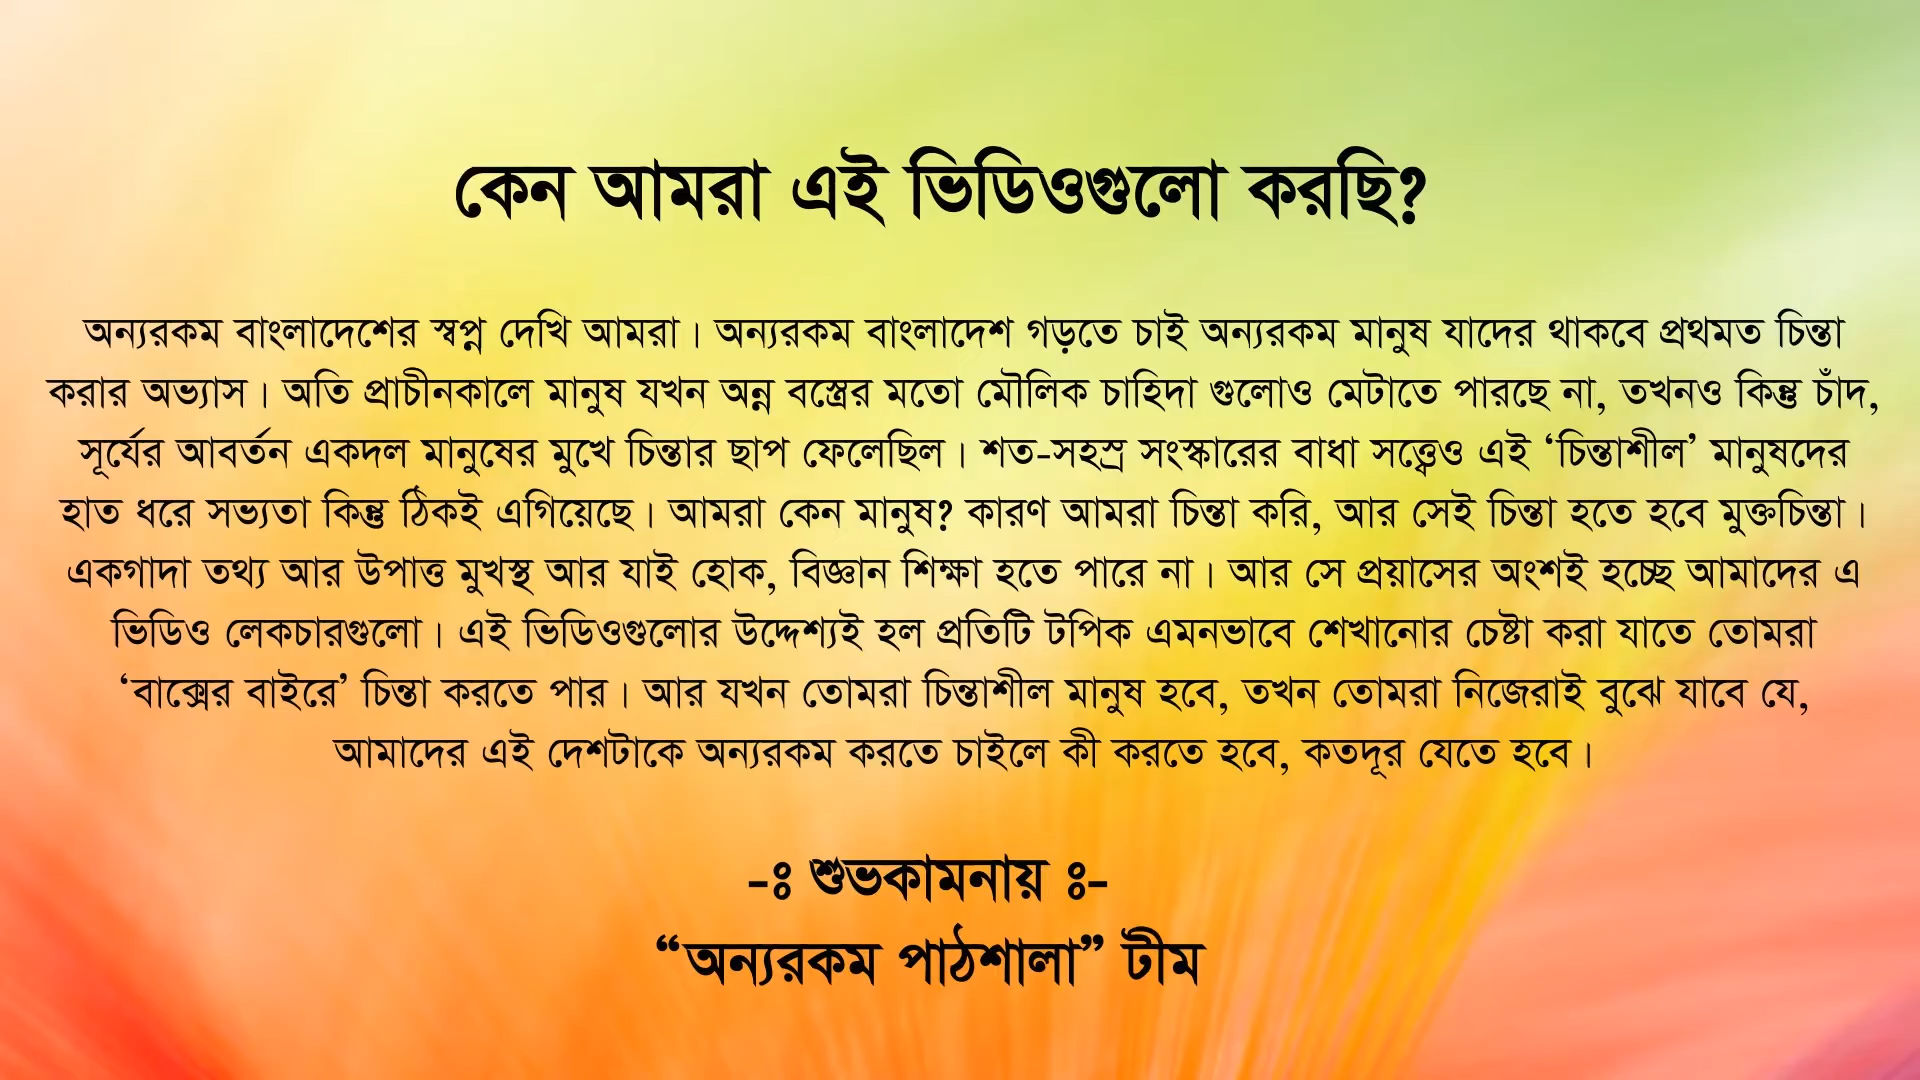 কেন আমরা এই ভিডিওগুলো করছি?
অন্যরকম বাংলাদেশের স্বপ্ন দেখি আমরা। অন্যরকম বাংলাদেশ গড়তে চাই অন্যরকম মানুষ যাদের থাকবে প্রথমত চিন্তা
করার অভ্যাস। অতি প্রাচীনকালে মানুষ যখন অন্ন বস্ত্রের মতো মৌলিক চাহিদা গুলোও মেটাতে পারছে না, তখনও কিন্তু চাঁদ,
সূর্যের আবর্তন একদল মানুষের মুখে চিন্তার ছাপ ফেলেছিল। শত-সহস্র সংস্কারের বাধা সত্ত্বেও এই ‘চিন্তাশীল’ মানুষদের
হাত ধরে সভ্যতা কিন্তু ঠিকই এগিয়েছে। আমরা কেন মানুষ? কারণ আমরা চিন্তা করি, আর সেই চিন্তা হতে হবে মুক্তচিন্তা।
একগাদা তথ্য আর উপাত্ত মুখস্থ আর যাই হোক, বিজ্ঞান শিক্ষা হতে পারে না। আর সে প্রয়াসের অংশই হচ্ছে আমাদের এ
ভিডিও লেকচারগুলো। এই ভিডিওগুলোর উদ্দেশ্যই হল প্রতিটি টপিক এমনভাবে শেখানোর চেষ্টা করা যাতে তোমরা
‘বাক্সের বাইরে’ চিন্তা করতে পার। আর যখন তোমরা চিন্তাশীল মানুষ হবে, তখন তোমরা নিজেরাই বুঝে যাবে যে,
আমাদের এই দেশটাকে অন্যরকম করতে চাইলে কী করতে হবে, কতদূর যেতে হবে।
-ঃ শুভকামনায় ঃ-
“অন্যরকম পাঠশালা” টীম